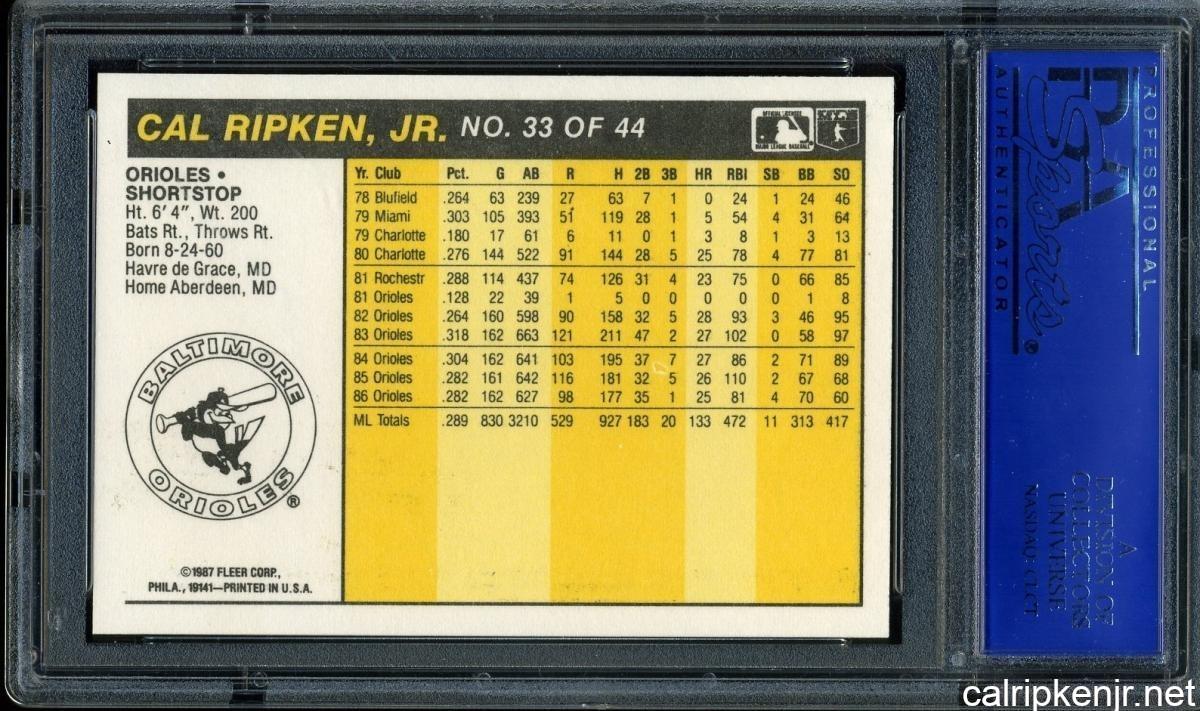 CAL RIPKEN, JR. NO. 33 OF 44
OFFICIAL LICENSEE
MAJOR LEAGUE BASEBALL
ORIOLES •
SHORTSTOP
Ht. 6'4", Wt. 200
Bats Rt., Throws Rt.
Born 8-24-60
Havre de Grace, MD
Home Aberdeen, MD
BALTIMORE
ORIOLES ®
©1987 FLEER CORP.,
PHILA., 19141—PRINTED IN U.S.A.
Yr. Club Pct. G AB R H 2B 3B HR RBI SB BB SO
78 Blufield .264 63 239 27 63 7 1 0 24 1 24 46
79 Miami .303 105 393 51 119 28 1 5 54 4 31 64
79 Charlotte .180 17 61 6 11 0 1 3 8 1 3 13
80 Charlotte .276 144 522 91 144 28 5 25 78 4 77 81
81 Rochestr .288 114 437 74 126 31 4 23 75 0 66 85
81 Orioles .128 22 39 1 5 0 0 0 0 0 1 8
82 Orioles .264 160 598 90 158 32 5 28 93 3 46 95
83 Orioles .318 162 663 121 211 47 2 27 102 0 58 97
84 Orioles .304 162 641 103 195 37 7 27 86 2 71 89
85 Orioles .282 161 642 116 181 32 5 26 110 2 67 68
86 Orioles .282 162 627 98 177 35 1 25 81 4 70 60
ML Totals .289 830 3210 529 927 183 20 133 472 11 313 417
PROFESSIONAL
PSA
Sports®
AUTHENTICATOR
A
DIVISION OF
COLLECTORS
UNIVERSE
NASDAQ: CLCT
calripkenjr.net